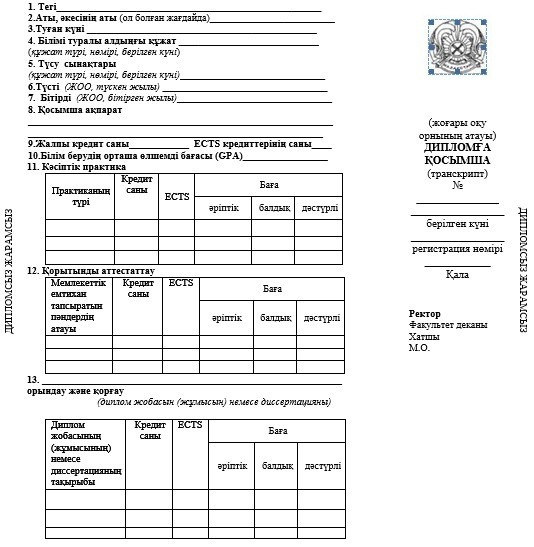 1. Тегі
2.Аты, әкесінің аты (ол болған жағдайда)
3.Туған күні
4. Білімі туралы алдыңғы құжат
(құжат түрі, нөмірі, берілген күні)
5. Түсу сынақтары
(құжат түрі, нөмірі, берілген күні)
6.Түсті (ЖОО, түскен жылы)
7. Бітірді (ЖОО, бітірген жылы)
8. Қосымша ақпарат
9.Жалпы кредит саны ECTS кредиттерінің саны
10.Білім берудің орташа өлшемді бағасы (GPA)
11. Кәсіптік практика
Практиканың түрі
Кредит саны
ECTS
Баға
әріптік балдық дәстүрлі
12. Қорытынды аттестаттау
Мемлекеттік емтихан тапсыратын пәндердің атауы
Кредит саны
ECTS
Баға
әріптік балдық дәстүрлі
13.
орындау және қорғау
(диплом жобасын (жұмысын) немесе диссертацияны)
Диплом жобасының (жұмысының) немесе диссертацияның тақырыбы
Кредит саны
ECTS
Баға
әріптік балдық дәстүрлі
(жоғары оқу
орнының атауы)
ДИПЛОМҒА
ҚОСЫМША
(транскрипт)
№
берілген күні
регистрация нөмірі
Қала
Ректор
Факультет деканы
Хатшы
М.О.
ДИПЛОМСЫЗ ЖАРАМСЫЗ
ДИПЛОМСЫЗ ЖАРАМСЫЗ